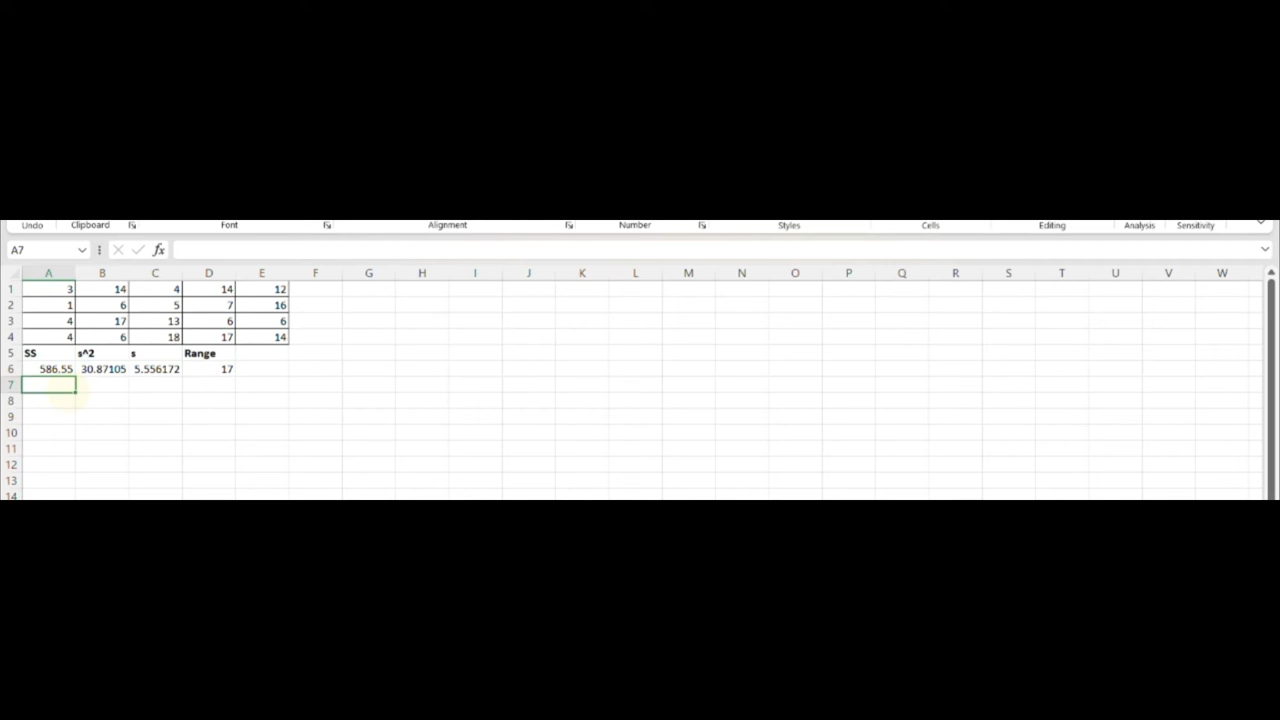 Undo Clipboard Font Alignment Number Styles Cells Editing Analysis Sensitivity
A7 fx
A B C D E F G H I J K L M N O P Q R S T U V W
1 3 14 4 14 12
2 1 6 5 7 16
3 4 17 13 6 6
4 4 6 18 17 14
5 SS s^2 s Range
6 586.55 30.87105 5.556172 17
7
8
9
10
11
12
13
14